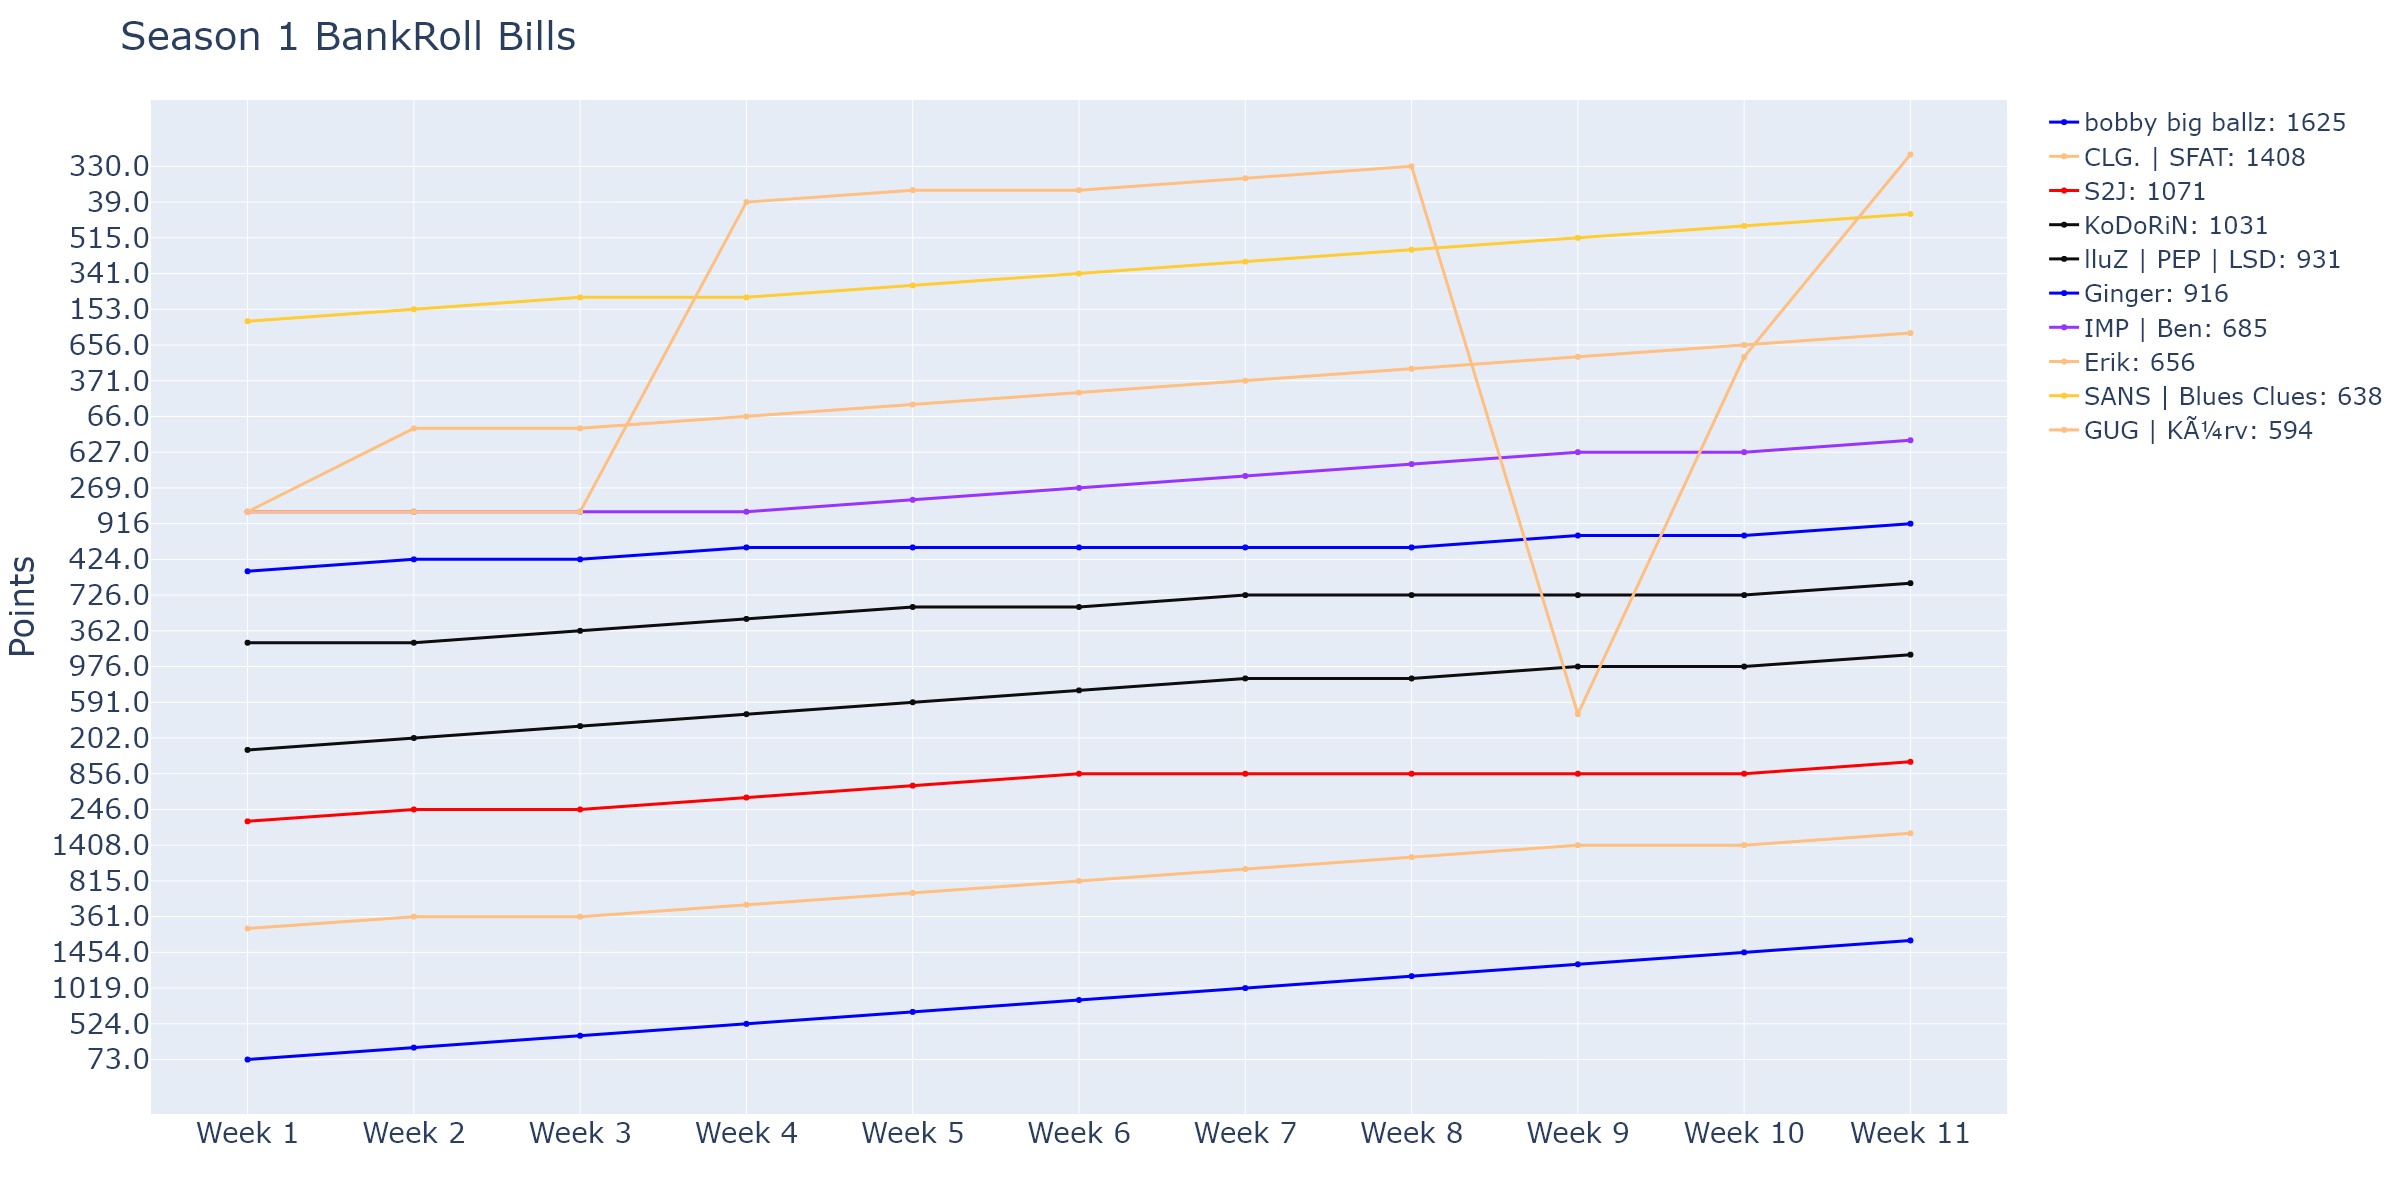 Season 1 BankRoll Bills
Points
330.0
39.0
515.0
341.0
153.0
656.0
371.0
66.0
627.0
269.0
916
424.0
726.0
362.0
976.0
591.0
202.0
856.0
246.0
1408.0
815.0
361.0
1454.0
1019.0
524.0
73.0
Week 1
Week 2
Week 3
Week 4
Week 5
Week 6
Week 7
Week 8
Week 9
Week 10
Week 11
bobby big ballz: 1625
CLG. | SFAT: 1408
S2J: 1071
KoDoRiN: 1031
lluZ | PEP | LSD: 931
Ginger: 916
IMP | Ben: 685
Erik: 656
SANS | Blues Clues: 638
GUG | KÃ¼rv: 594